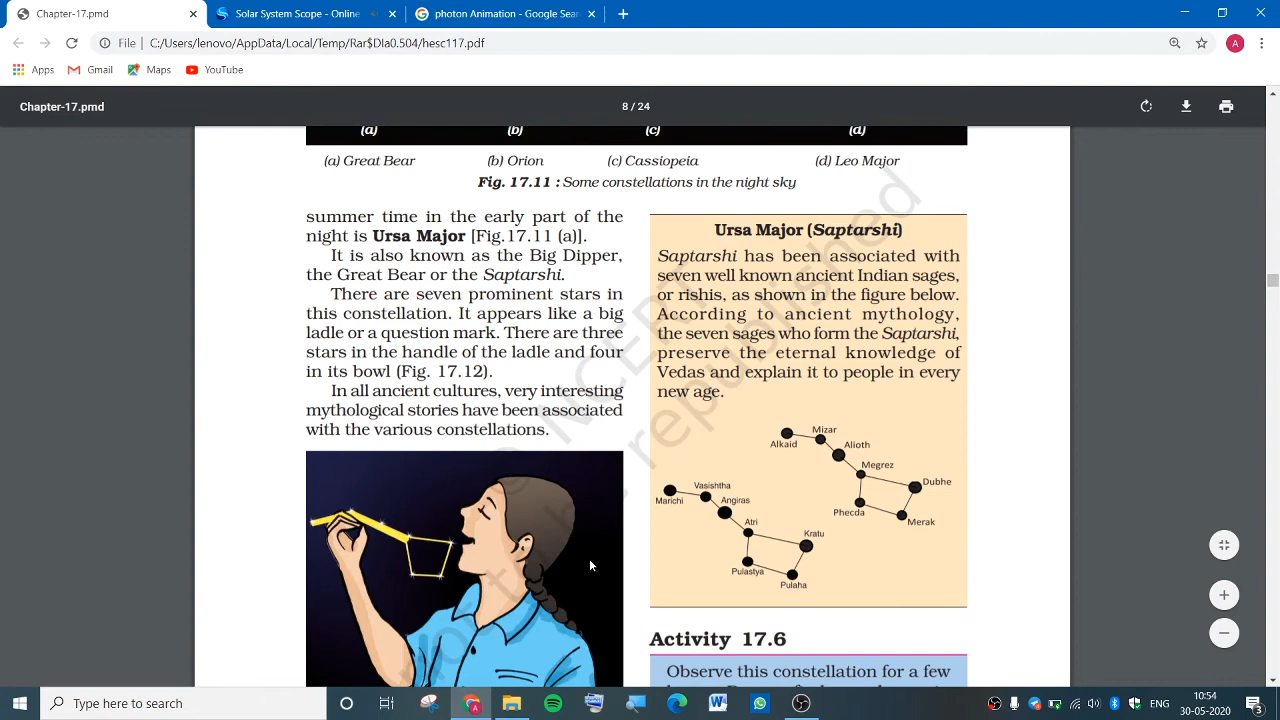 Chapter-17.pmd
Solar System Scope - Online
photon Animation - Google Sear
File
C:/Users/lenovo/AppData/Local/Temp/Rar$DIa0.504/hesc117.pdf
A
Apps
Gmail
Maps
YouTube
Chapter-17.pmd
8 / 24
(a)
(b)
(c)
(d)
(a) Great Bear
(b) Orion
(c) Cassiopeia
(d) Leo Major
Fig. 17.11 : Some constellations in the night sky
summer time in the early part of the
night is Ursa Major [Fig.17.11 (a)].
It is also known as the Big Dipper,
the Great Bear or the Saptarshi.
There are seven prominent stars in
this constellation. It appears like a big
ladle or a question mark. There are three
stars in the handle of the ladle and four
in its bowl (Fig. 17.12).
In all ancient cultures, very interesting
mythological stories have been associated
with the various constellations.
Ursa Major (Saptarshi)
Saptarshi has been associated with
seven well known ancient Indian sages,
or rishis, as shown in the figure below.
According to ancient mythology,
the seven sages who form the Saptarshi,
preserve the eternal knowledge of
Vedas and explain it to people in every
new age.
Alkaid
Mizar
Alioth
Megrez
Dubhe
Phecda
Merak
Marichi
Vasishtha
Angiras
Atri
Kratu
Pulastya
Pulaha
Activity 17.6
Observe this constellation for a few
NCERT
republished
Type here to search
ENG
10:54
30-05-2020
3